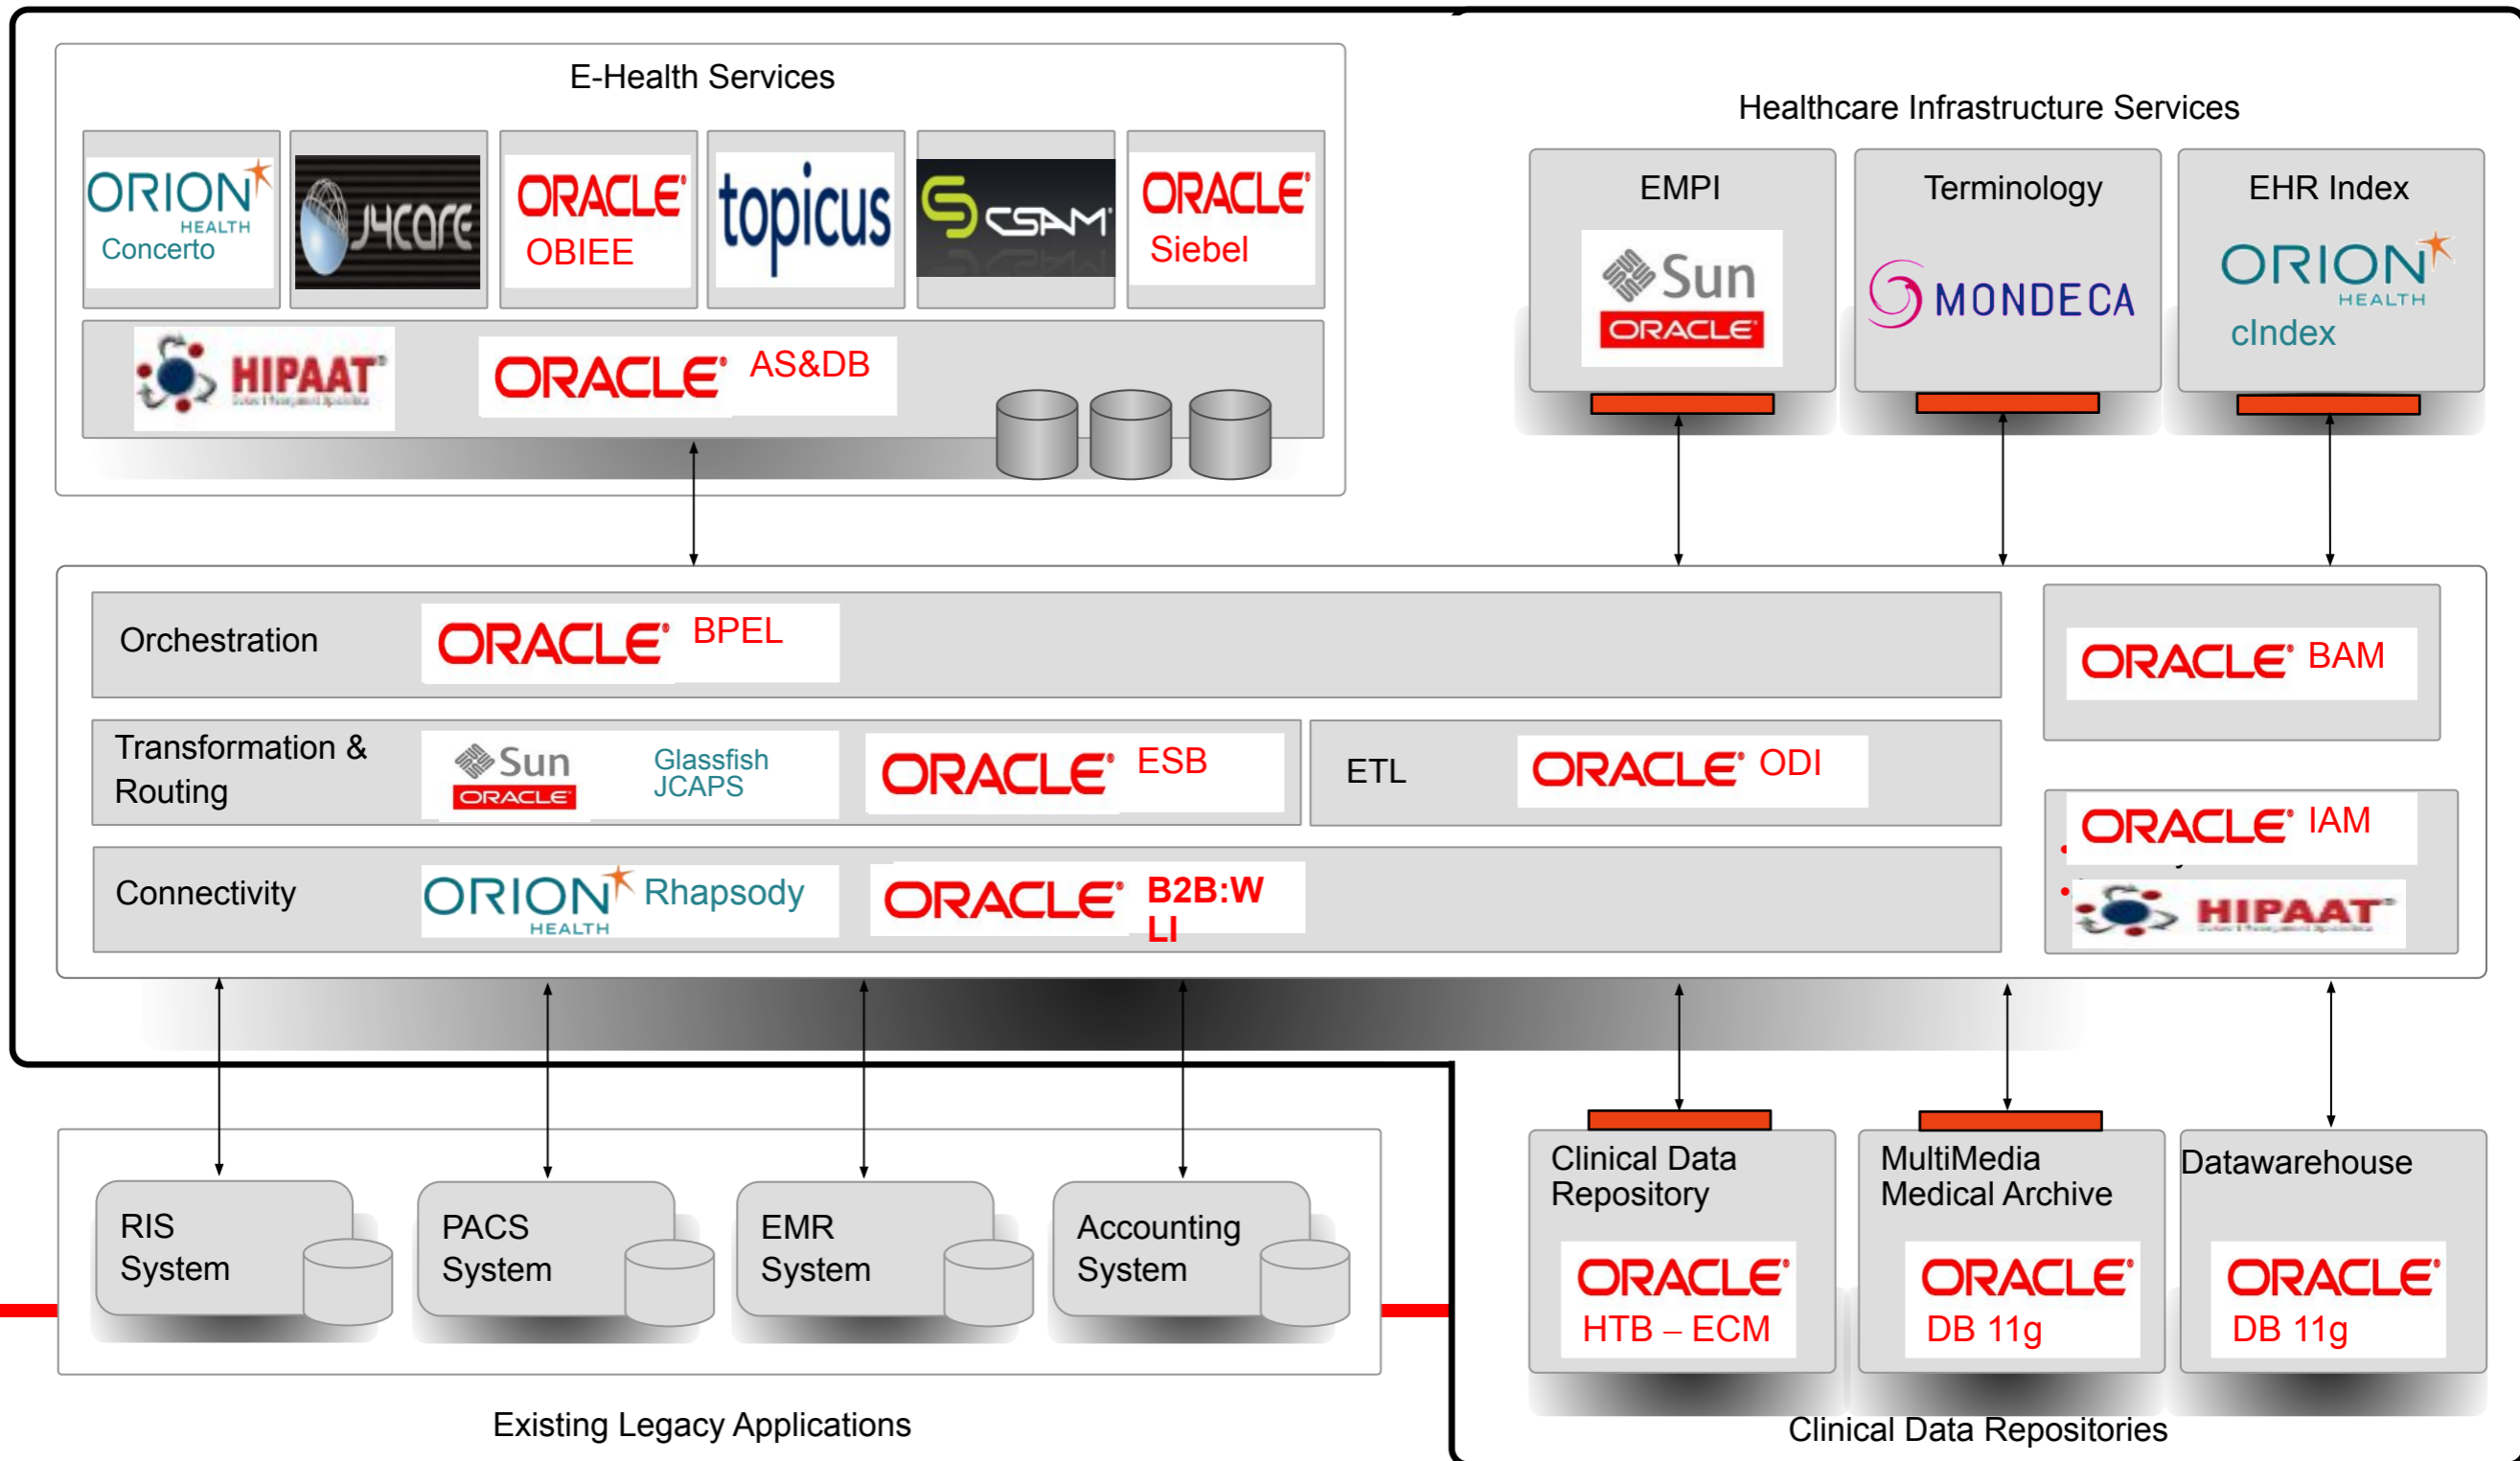 E-Health Services
ORION HEALTH
Concerto
J4care
ORACLE
OBIEE
topicus
CSAM
ORACLE
Siebel
HIPAAT
ORACLE AS&DB
Healthcare Infrastructure Services
EMPI
Sun
ORACLE
Terminology
MONDECA
EHR Index
ORION
HEALTH
cIndex
Orchestration
ORACLE BPEL
Transformation &
Routing
Sun
ORACLE
Glassfish
JCAPS
ORACLE ESB
ETL
ORACLE ODI
Connectivity
ORION
HEALTH
Rhapsody
ORACLE B2B:W
LI
ORACLE BAM
ORACLE IAM
HIPAAT
RIS
System
PACS
System
EMR
System
Accounting
System
Existing Legacy Applications
Clinical Data
Repository
ORACLE
HTB – ECM
MultiMedia
Medical Archive
ORACLE
DB 11g
Datawarehouse
ORACLE
DB 11g
Clinical Data Repositories